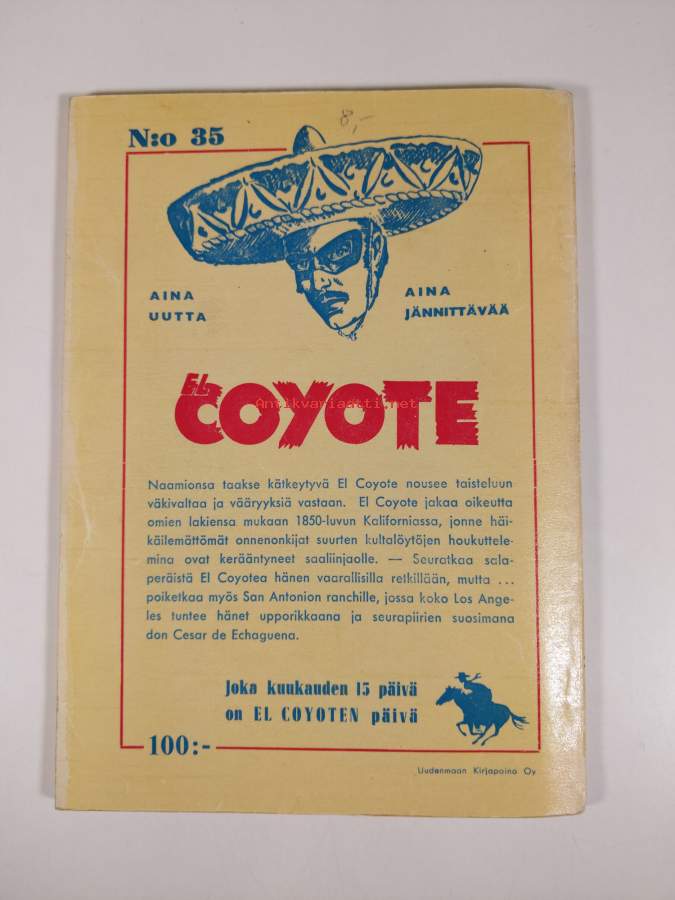 8,-
N:o 35
AINA
UUTTA
AINA
JÄNNITTÄVÄÄ
EL
COYOTE
Antikvariaatti.net
Naamionsa taakse kätkeytyvä El Coyote nousee taisteluun
väkivaltaa ja vääryyksiä vastaan. El Coyote jakaa oikeutta
omien lakiensa mukaan 1850-luvun Kaliforniassa, jonne häi-
käilemättömät onnenonkijat suurten kultalöytöjen houkuttele-
mina ovat kerääntyneet saaliinjaolle. — Seuratkaa sala-
peräistä El Coyotea hänen vaarallisilla retkillään, mutta ...
poiketkaa myös San Antonion ranchille, jossa koko Los Ange-
les tuntee hänet upporikkaana ja seurapiirien suosimana
don Cesar de Echaguena.
Joka kuukauden 15 päivä
on EL COYOTEN päivä
100:-
Uudenmaan Kirjapaino Oy